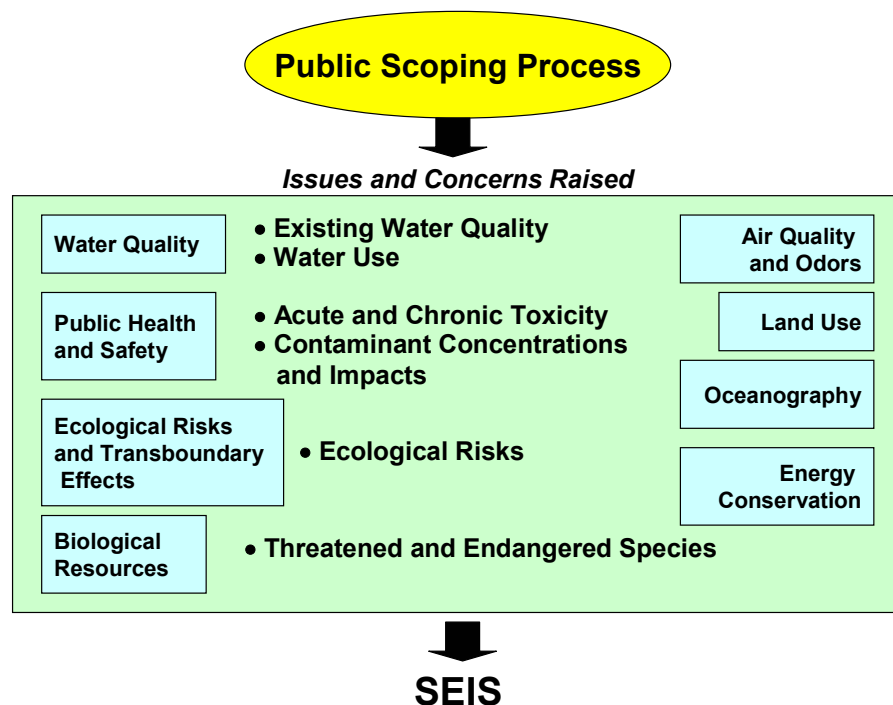 Public Scoping Process
Issues and Concerns Raised
Water Quality
• Existing Water Quality
• Water Use
Public Health
and Safety
• Acute and Chronic Toxicity
• Contaminant Concentrations
and Impacts
Ecological Risks
and Transboundary
Effects
• Ecological Risks
Biological
Resources
• Threatened and Endangered Species
Air Quality
and Odors
Land Use
Oceanography
Energy
Conservation
SEIS